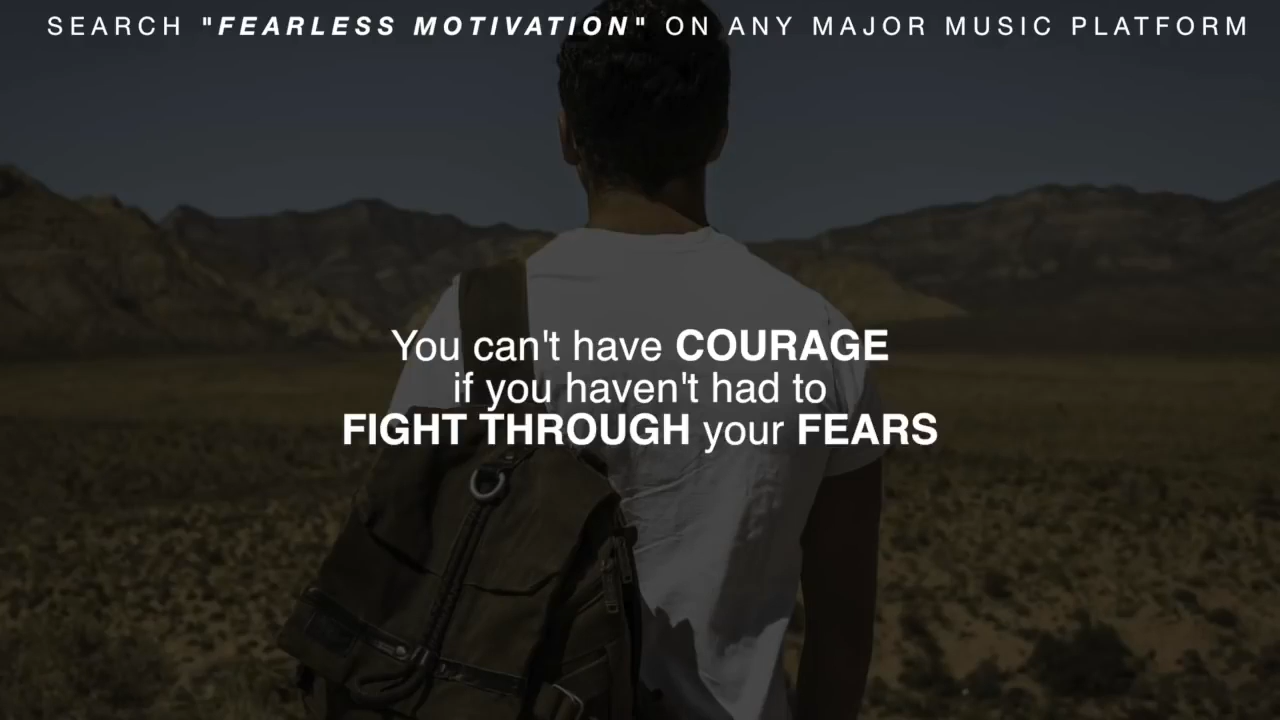 SEARCH "FEARLESS MOTIVATION" ON ANY MAJOR MUSIC PLATFORM
You can't have COURAGE
if you haven't had to
FIGHT THROUGH your FEARS